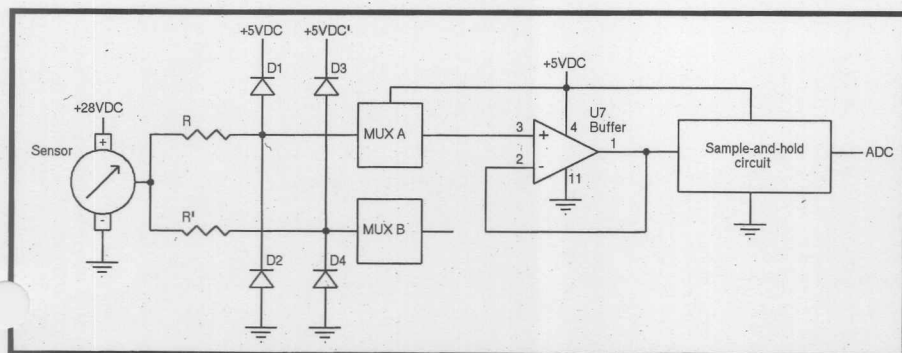 +5VDC
+5VDC'
D1
D3
+5VDC
+28VDC
+
R
MUX A
3
+
4
U7
Buffer
1
Sensor
2
-
11
Sample-and-hold
circuit
ADC
-
R'
MUX B
D2
D4